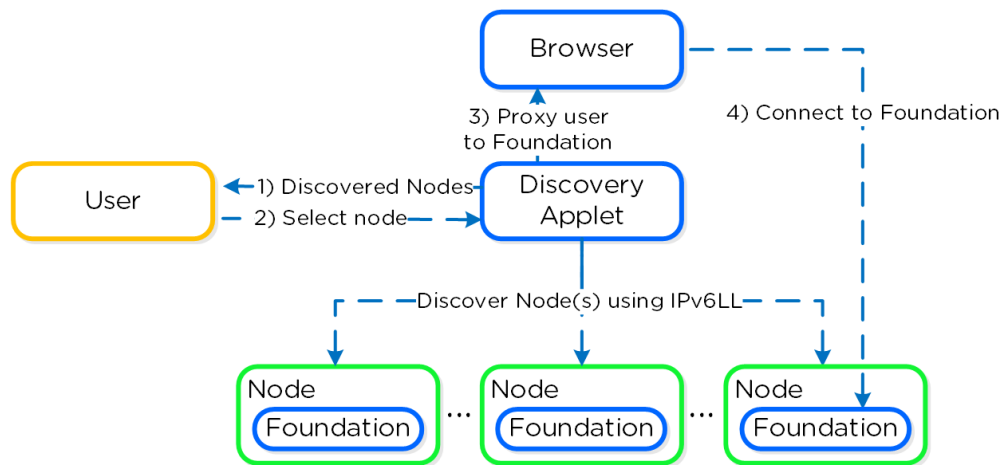 Browser
3) Proxy user
to Foundation
4) Connect to Foundation
User
1) Discovered Nodes
2) Select node
Discovery
Applet
Discover Node(s) using IPv6LL
Node
Foundation
...
Node
Foundation
...
Node
Foundation